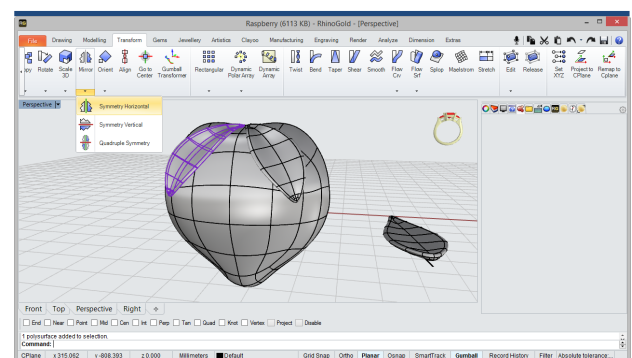 RG Raspberry (6113 KB) - RhinoGold - [Perspective]
File Drawing Modelling Transform Gems Jewellery Artistics Clayoo Manufacturing Engraving Render Analyze Dimension Extras
opy Rotate Scale 3D Mirror Orient Align Go to Center Gumball Transformer Rectangular Dynamic Polar Array Dynamic Array Twist Bend Taper Shear Smooth Flow Crv Flow Srf Splop Maelstrom Stretch Edit Release Set XYZ Project to CPlane Remap to Cplane
Perspective
Symmetry Horizontal
Symmetry Vertical
Quadruple Symmetry
Front Top Perspective Right
End Near Point Mid Cen Int Perp Tan Quad Knot Vertex Project Disable
1 polysurface added to selection.
Command:
CPlane x 315.062 y -808.393 z 0.000 Millimeters Default Grid Snap Ortho Planar Osnap SmartTrack Gumball Record History Filter Absolute tolerance:...